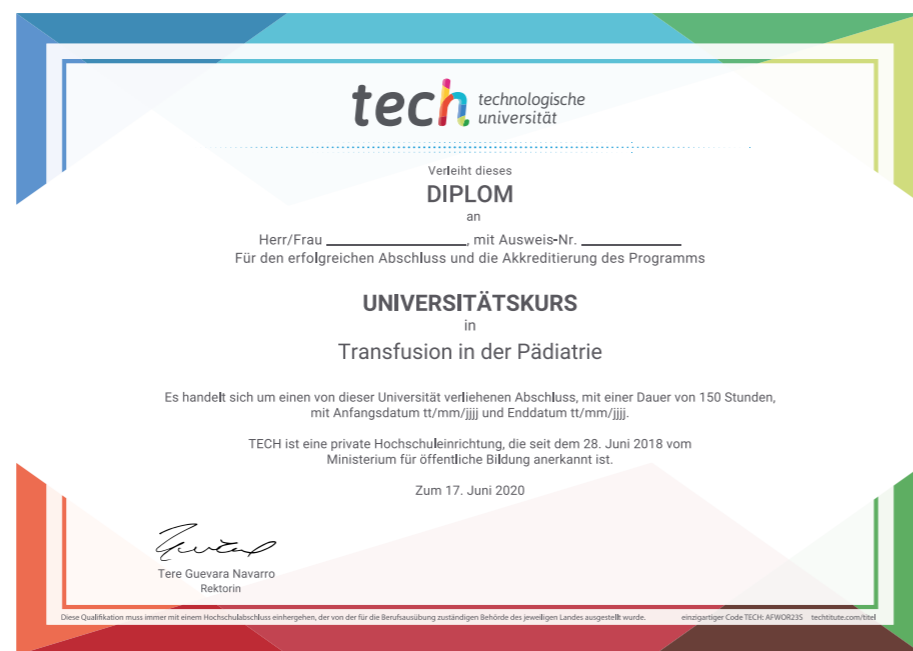 tech technologische
universität
Verleiht dieses
DIPLOM
an
Herr/Frau ____________________, mit Ausweis-Nr. ______________
Für den erfolgreichen Abschluss und die Akkreditierung des Programms
UNIVERSITÄTSKURS
in
Transfusion in der Pädiatrie
Es handelt sich um einen von dieser Universität verliehenen Abschluss, mit einer Dauer von 150 Stunden,
mit Anfangsdatum tt/mm/jjjj und Enddatum tt/mm/jjjj.
TECH ist eine private Hochschuleinrichtung, die seit dem 28. Juni 2018 vom
Ministerium für öffentliche Bildung anerkannt ist.
Zum 17. Juni 2020
Tere Guevara Navarro
Rektorin
Diese Qualifikation muss immer mit einem Hochschulabschluss einhergehen, der von der für die Berufsausübung zuständigen Behörde des jeweiligen Landes ausgestellt wurde. einzigartiger Code TECH: AFWOR23S techtitute.com/titel